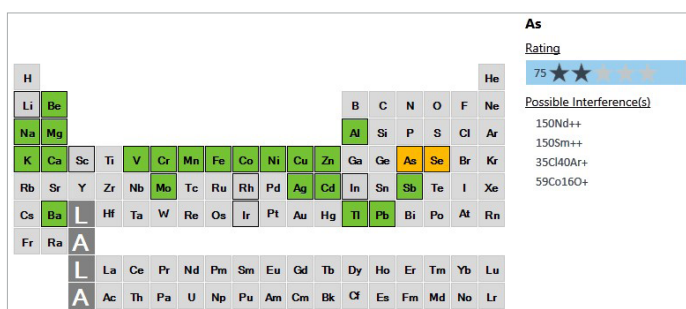 As
Rating
75
Possible Interference(s)
150Nd++
150Sm++
35Cl40Ar+
59Co16O+
H He
Li Be B C N O F Ne
Na Mg Al Si P S Cl Ar
K Ca Sc Ti V Cr Mn Fe Co Ni Cu Zn Ga Ge As Se Br Kr
Rb Sr Y Zr Nb Mo Tc Ru Rh Pd Ag Cd In Sn Sb Te I Xe
Cs Ba L Hf Ta W Re Os Ir Pt Au Hg Tl Pb Bi Po At Rn
Fr Ra A
L La Ce Pr Nd Pm Sm Eu Gd Tb Dy Ho Er Tm Yb Lu
A Ac Th Pa U Np Pu Am Cm Bk Cf Es Fm Md No Lr